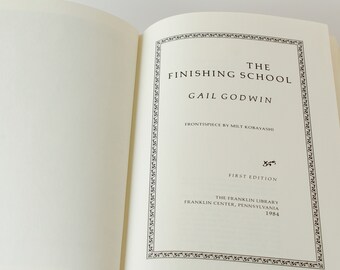 THE
FINISHING SCHOOL
GAIL GODWIN
FRONTISPIECE BY MILT KOBAYASHI
FIRST EDITION
THE FRANKLIN LIBRARY
FRANKLIN CENTER, PENNSYLVANIA
1984